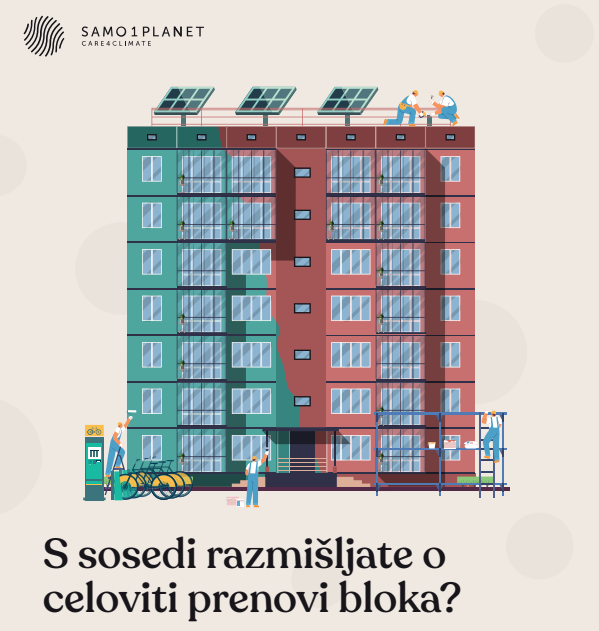 SAMO1PLANET
CARE4CLIMATE
S sosedi razmišljate o
celoviti prenovi bloka?